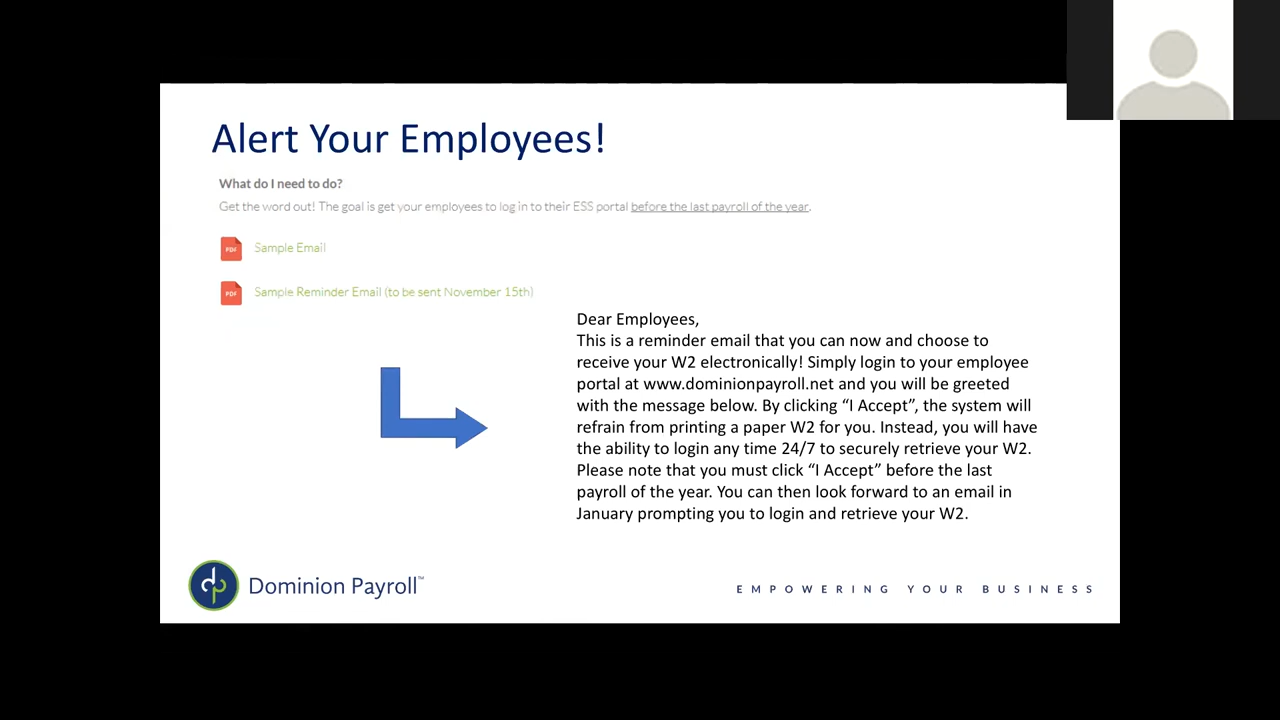 Alert Your Employees!
What do I need to do?
Get the word out! The goal is get your employees to log in to their ESS portal before the last payroll of the year.
PDF Sample Email
PDF Sample Reminder Email (to be sent November 15th)
Dear Employees,
This is a reminder email that you can now and choose to
receive your W2 electronically! Simply login to your employee
portal at www.dominionpayroll.net and you will be greeted
with the message below. By clicking “I Accept”, the system will
refrain from printing a paper W2 for you. Instead, you will have
the ability to login any time 24/7 to securely retrieve your W2.
Please note that you must click “I Accept” before the last
payroll of the year. You can then look forward to an email in
January prompting you to login and retrieve your W2.
dp Dominion Payroll™
EMPOWERING YOUR BUSINESS